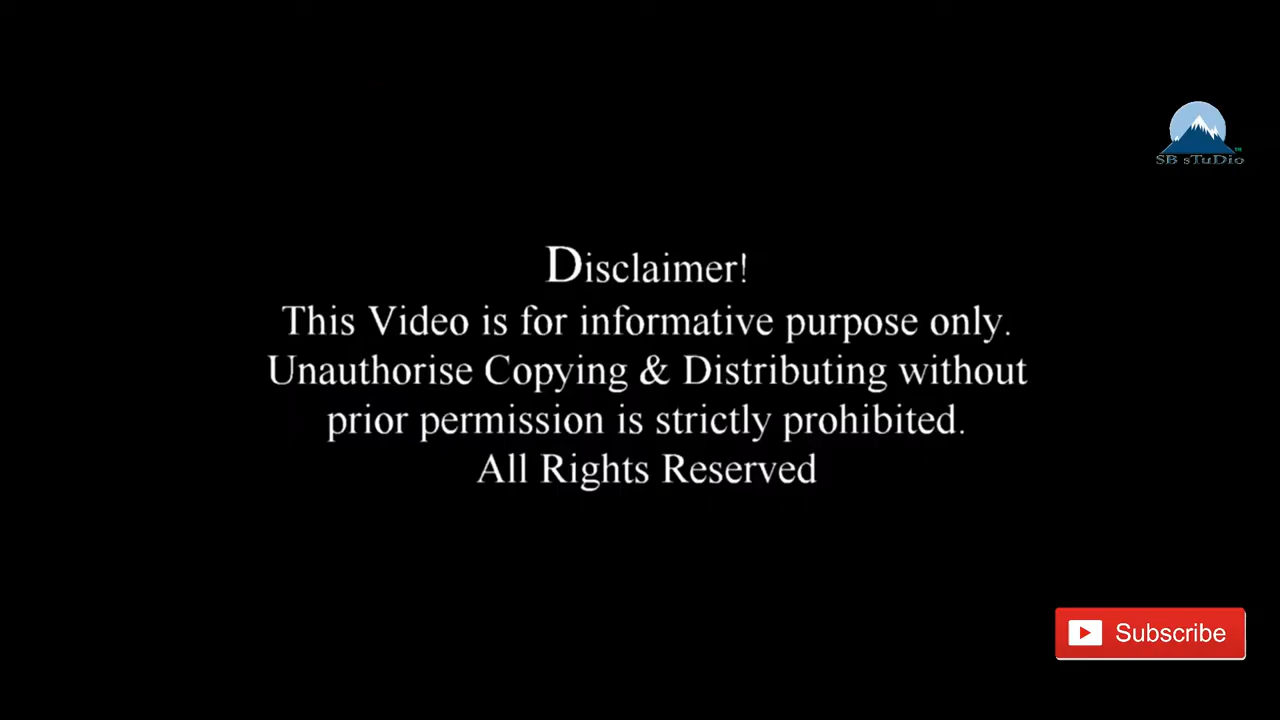 SB sTuDio
Disclaimer!
This Video is for informative purpose only.
Unauthorise Copying & Distributing without
prior permission is strictly prohibited.
All Rights Reserved
Subscribe